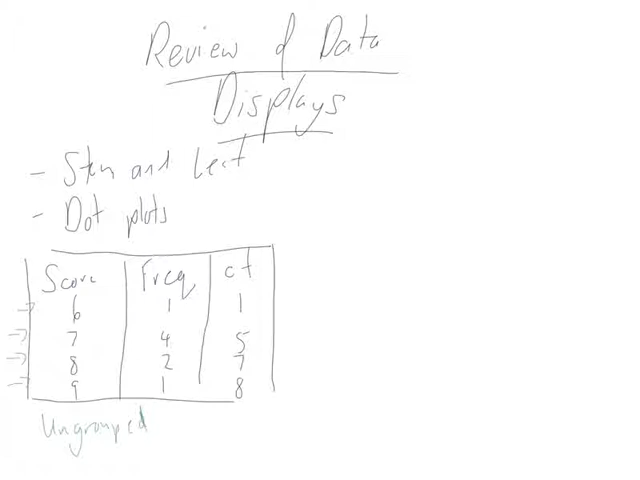 Review of Data
Displays
- Stem and Leaf
- Dot plots
Score Freq cf
6 1 1
7 4 5
8 2 7
9 1 8
Ungrouped